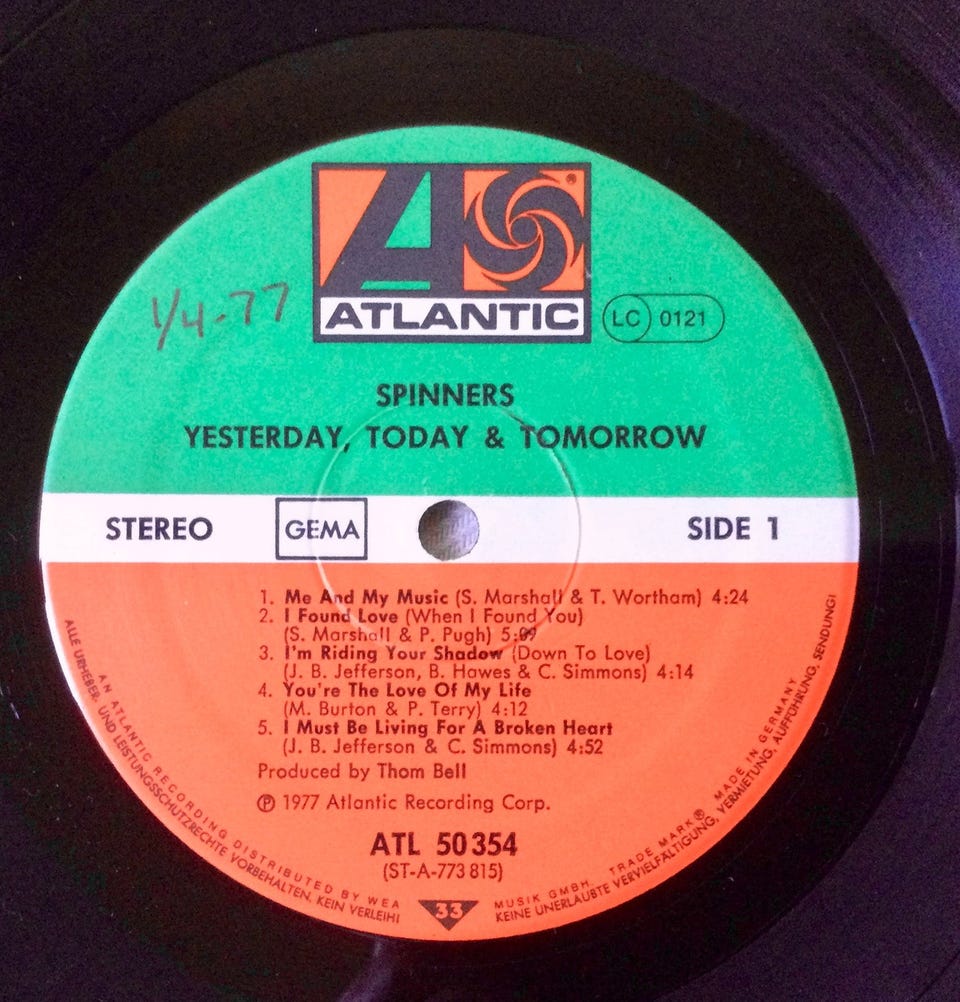 ATLANTIC
LC 0121
1/4-77
SPINNERS
YESTERDAY, TODAY & TOMORROW
STEREO GEMA SIDE 1
1. Me And My Music (S. Marshall & T. Wortham) 4:24
2. I Found Love (When I Found You)
(S. Marshall & P. Pugh) 5:09
3. I'm Riding Your Shadow (Down To Love)
(J. B. Jefferson, B. Hawes & C. Simmons) 4:14
4. You're The Love Of My Life
(M. Burton & P. Terry) 4:12
5. I Must Be Living For A Broken Heart
(J. B. Jefferson & C. Simmons) 4:52
Produced by Thom Bell
℗ 1977 Atlantic Recording Corp.
ATL 50 354
(ST-A-773 815)
33
AN ATLANTIC RECORDING DISTRIBUTED BY WEA MUSIK GMBH. TRADE MARK® MADE IN GERMANY
ALLE URHEBER- UND LEISTUNGSSCHUTZRECHTE VORBEHALTEN. KEIN VERLEIH! KEINE UNERLAUBTE VERVIELFÄLTIGUNG, VERMIETUNG, AUFFÜHRUNG, SENDUNG!